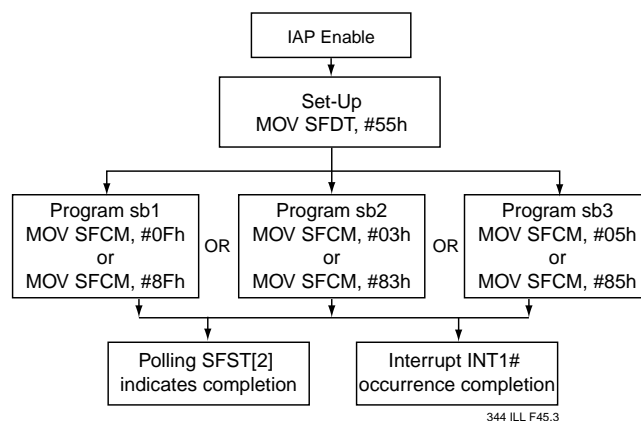 IAP Enable
Set-Up
MOV SFDT, #55h
Program sb1
MOV SFCM, #0Fh
or
MOV SFCM, #8Fh
OR
Program sb2
MOV SFCM, #03h
or
MOV SFCM, #83h
OR
Program sb3
MOV SFCM, #05h
or
MOV SFCM, #85h
Polling SFST[2]
indicates completion
Interrupt INT1#
occurrence completion
344 ILL F45.3